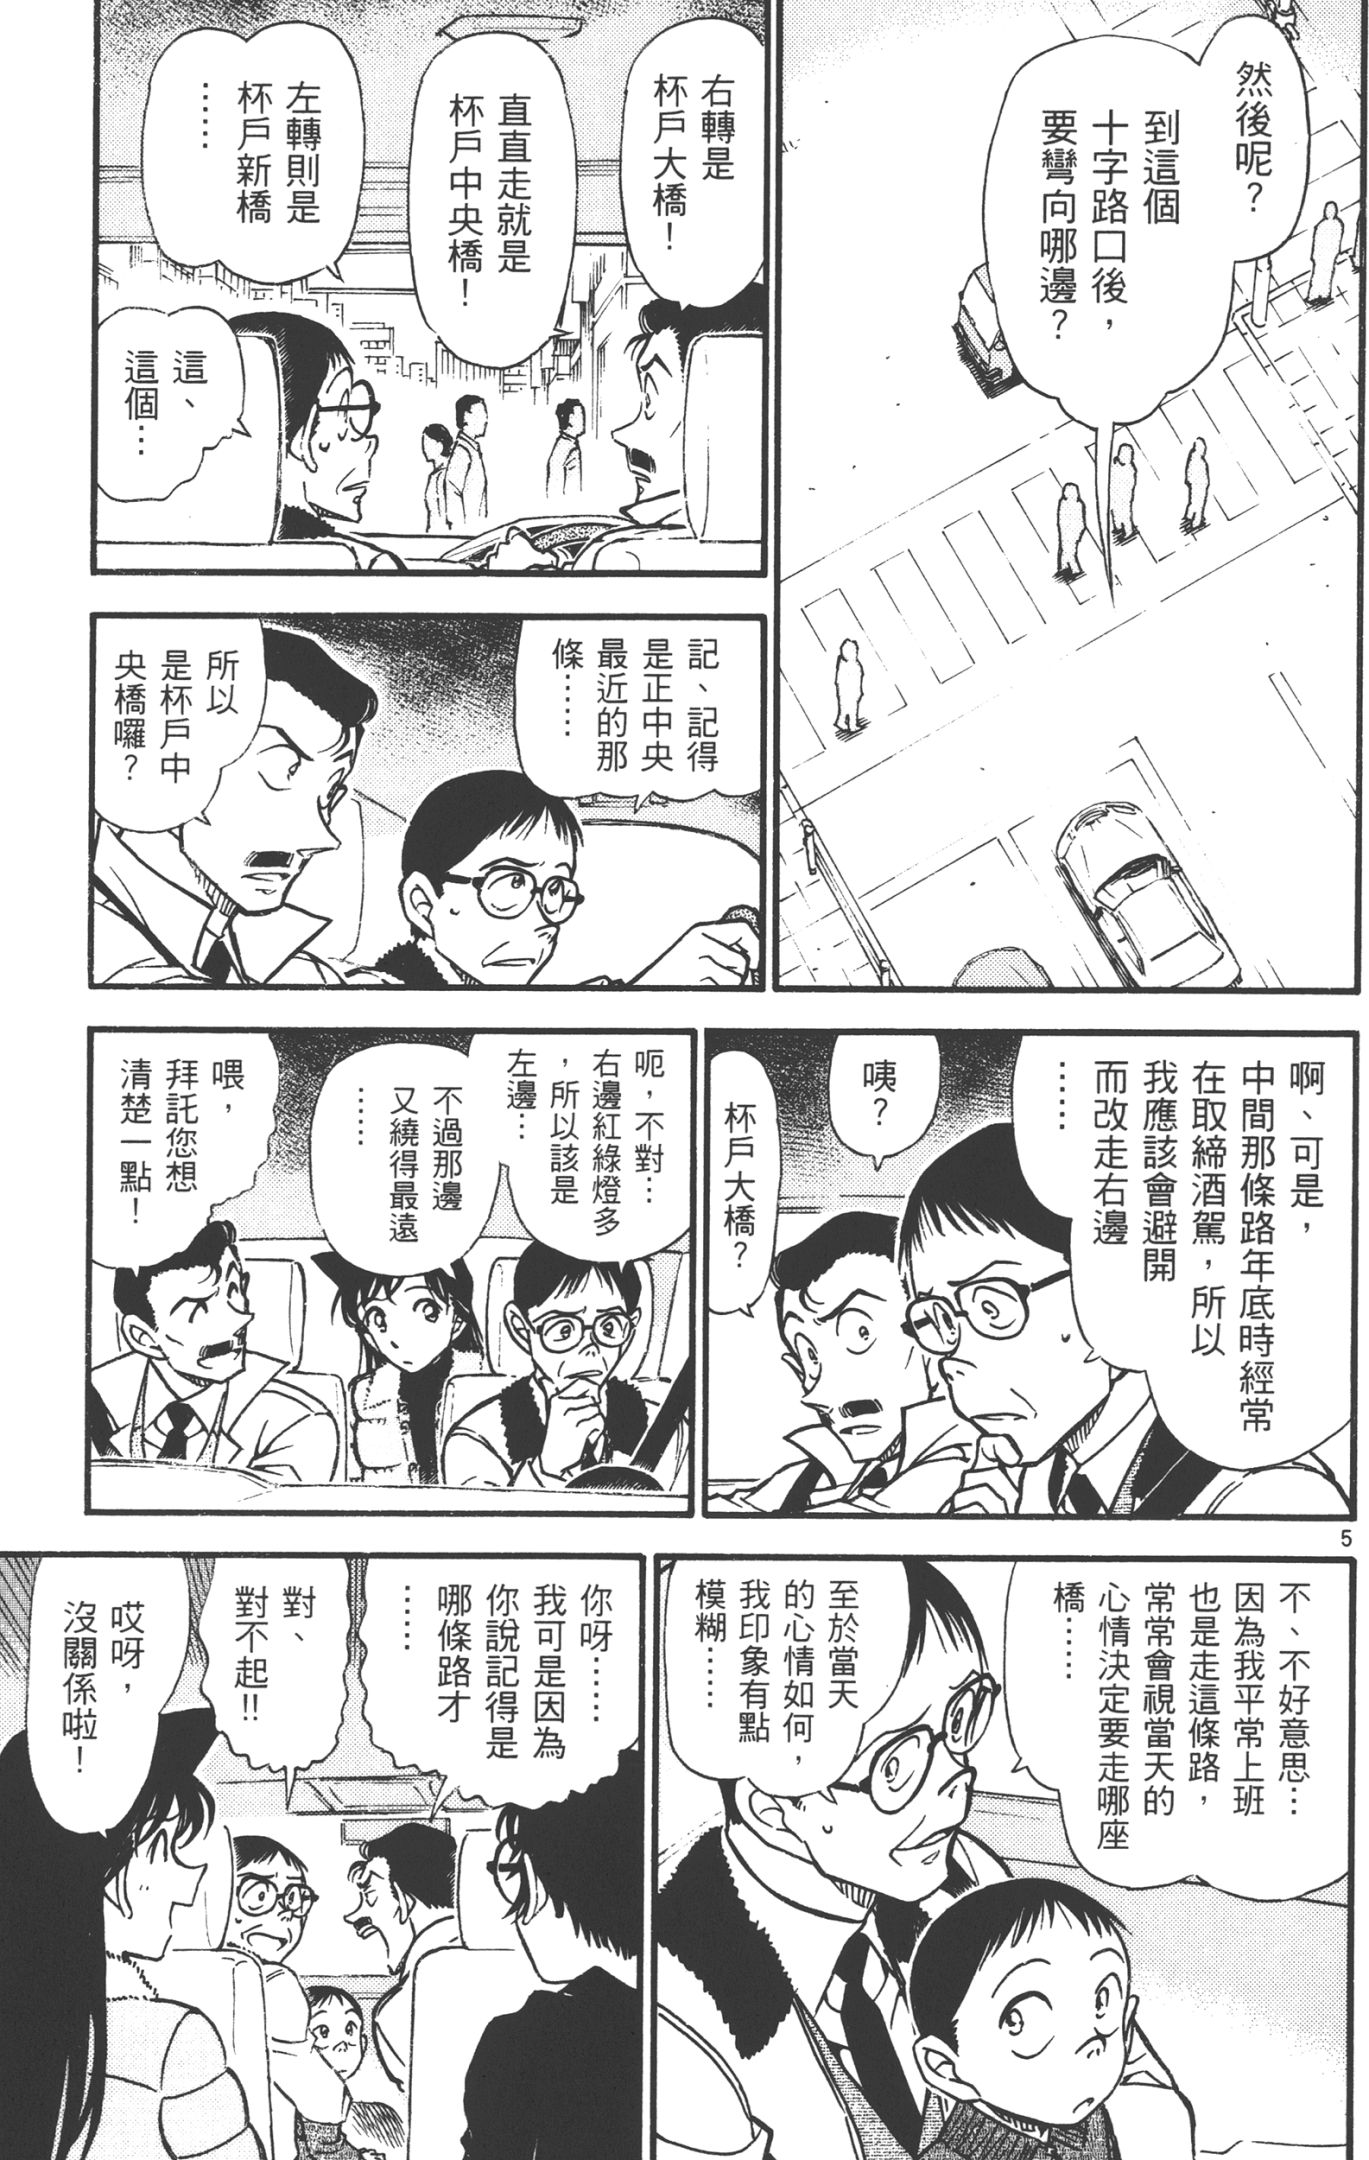 然後呢？
到這個
十字路口後，
要彎向哪邊？
右轉是
杯戶大橋！
直直走就是
杯戶中央橋！
左轉則是
杯戶新橋
……
這、
這個…
記、記得
是正中央
最近的那
條……
所以
是杯戶中
央橋囉？
啊、可是，
中間那條路年底時經常
在取締酒駕，所以
我應該會避開
而改走右邊
……
咦？
杯戶大橋？
呃，不對…
右邊紅綠燈多
，所以該是
左邊…
不過那邊
又繞得最遠
……
喂，
拜託您想
清楚一點！
5
不、不好意思…
因為我平常上班
也是走這條路，
常常會視當天的
心情決定要走哪座
橋……
至於當天
的心情如何，
我印象有點
模糊……
你呀……
我可是因為
你說記得是
哪條路才
……
對、
對不起!!
哎呀，
沒關係啦！